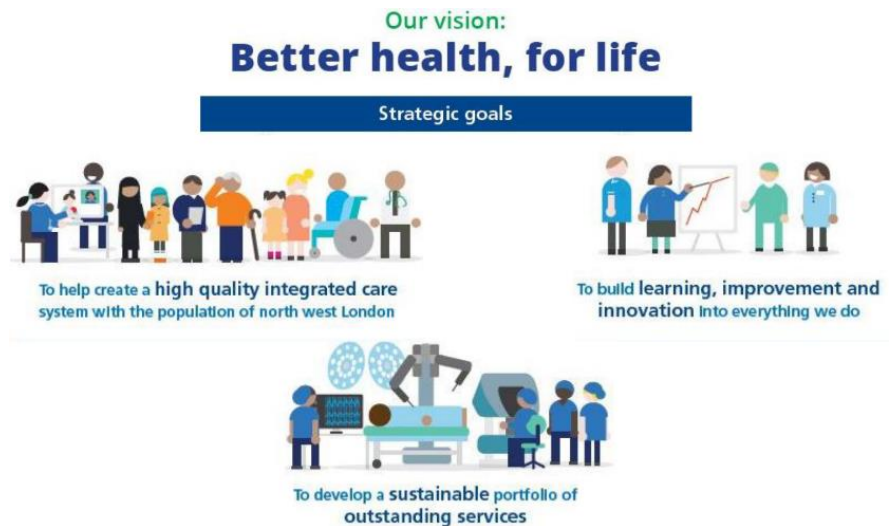 Our vision:
Better health, for life
Strategic goals
To help create a high quality integrated care
system with the population of north west London
To build learning, improvement and
innovation into everything we do
To develop a sustainable portfolio of
outstanding services